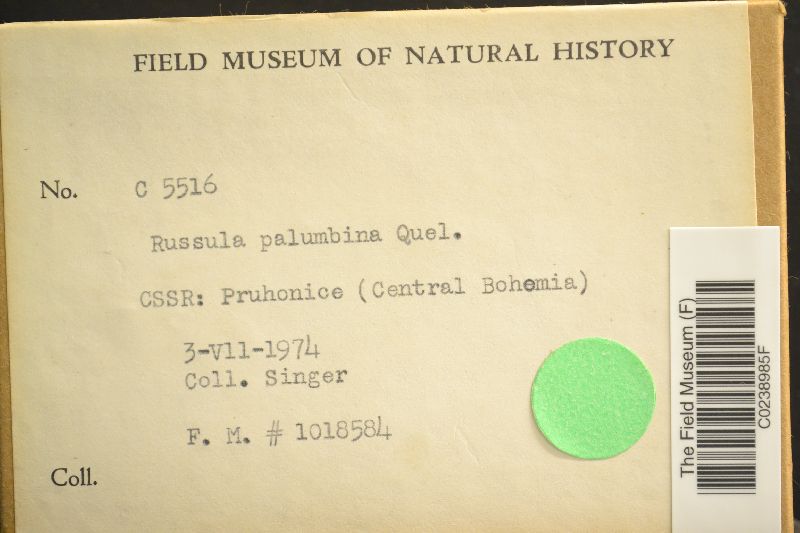 FIELD MUSEUM OF NATURAL HISTORY
No. C 5516
Russula palumbina Quel.
CSSR: Pruhonice (Central Bohemia)
3-Vll-1974
Coll. Singer
F. M. # 1018584
Coll.
The Field Museum (F)
C0238985F